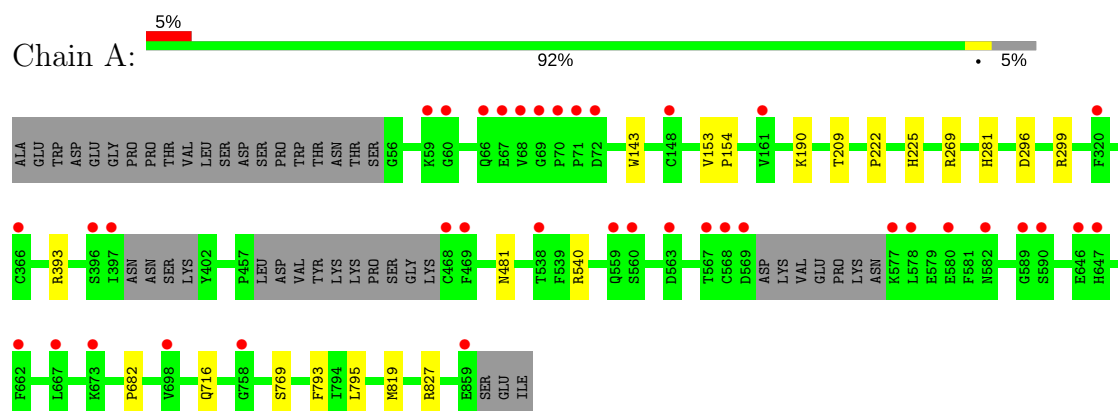 5%
Chain A:
92%
•
5%
ALA GLU TRP ASP GLU GLY PRO PRO THR VAL LEU SER ASP SER PRO TRP THR ASN THR SER G56 K59 G60 Q66 E67 V68 G69 P70 P71 D72 W143 C148 V153 P154 V161 K190 T209 P222 H225 R269 H281 D296 R299 F320
C366 R393 S396 I397 ASN ASN SER LYS Y402 P457 LEU ASP VAL TYR LYS LYS PRO SER GLY LYS C468 F469 N481 T538 F539 R540 Q559 S560 D563 T567 C568 D569 ASP LYS VAL GLU PRO LYS ASN K577 L578 E579 E580 F581 N582 G589 S590 E646 H647
F662 L667 K673 P682 V698 Q716 G758 S769 F793 I794 L795 M819 R827 E859 SER GLU ILE